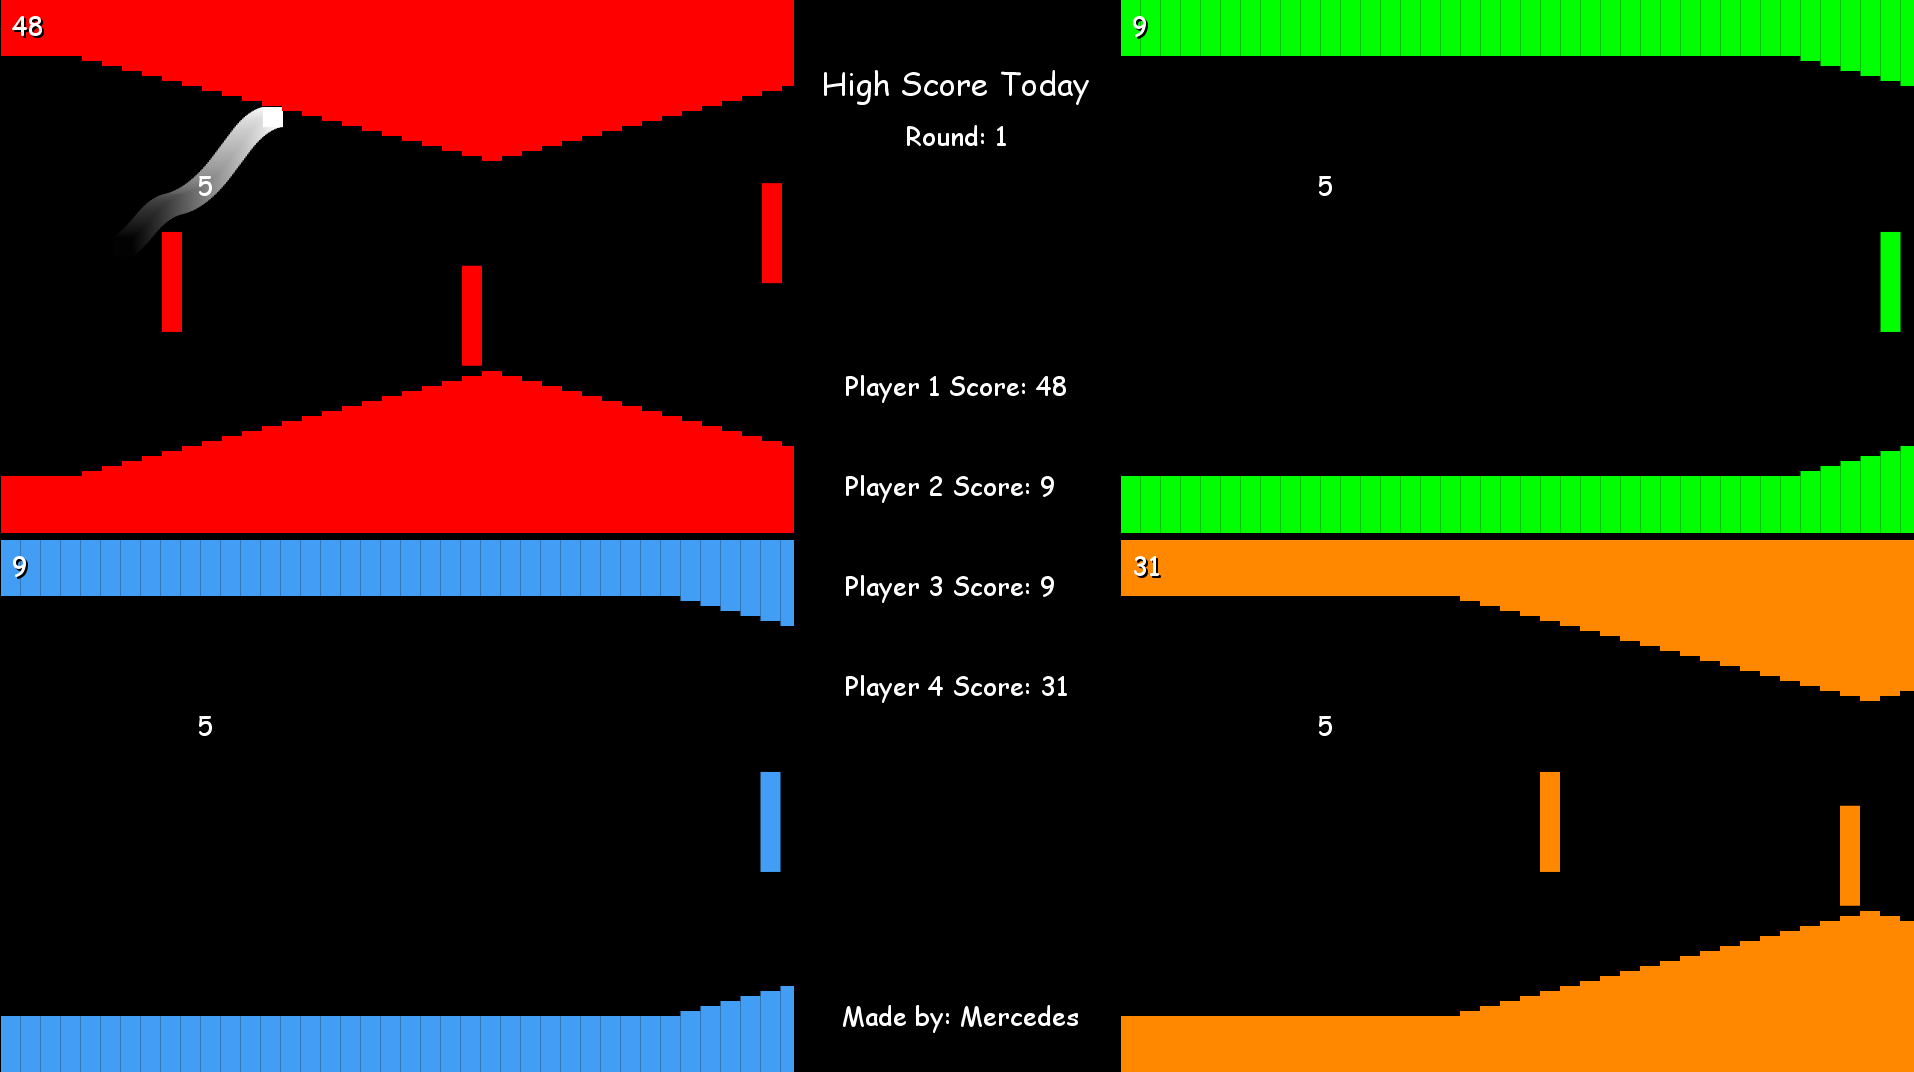 48
5
High Score Today
Round: 1
9
5
Player 1 Score: 48
Player 2 Score: 9
Player 3 Score: 9
Player 4 Score: 31
9
5
31
5
Made by: Mercedes